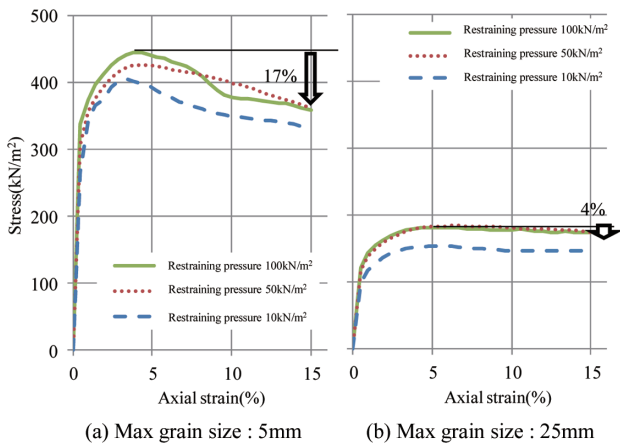 Stress(kN/m²)
500
450
400
350
300
200
100
0
17%
Restraining pressure 100kN/m²
Restraining pressure 50kN/m²
Restraining pressure 10kN/m²
0 5 10 15
Axial strain(%)
(a) Max grain size : 5mm
Restraining pressure 100kN/m²
Restraining pressure 50kN/m²
Restraining pressure 10kN/m²
4%
0 5 10 15
Axial strain(%)
(b) Max grain size : 25mm